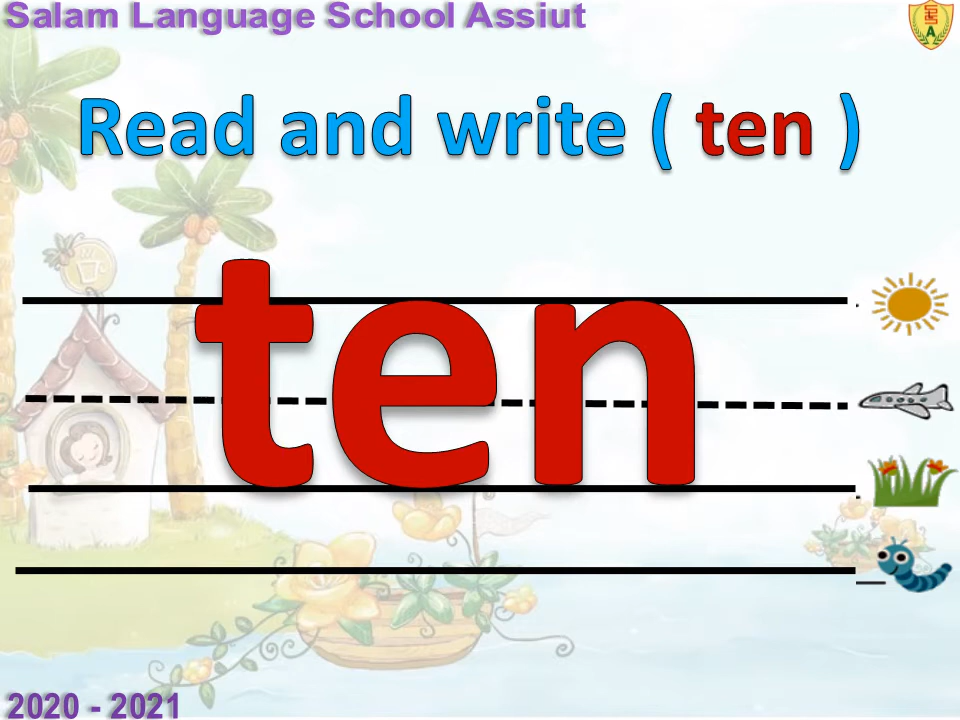 Salam Language School Assiut
Read and write ( ten )
ten
2020 - 2021